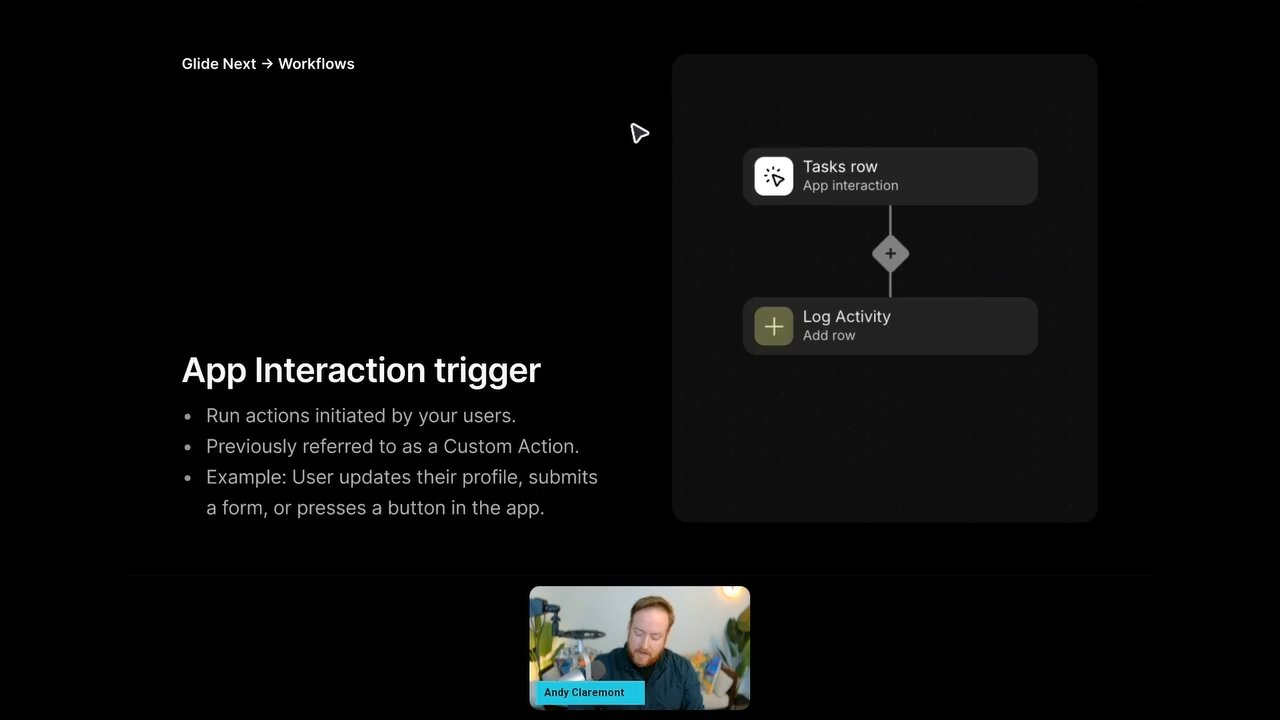 Glide Next → Workflows
Tasks row
App interaction
Log Activity
Add row
App Interaction trigger
• Run actions initiated by your users.
• Previously referred to as a Custom Action.
• Example: User updates their profile, submits
a form, or presses a button in the app.
Andy Claremont